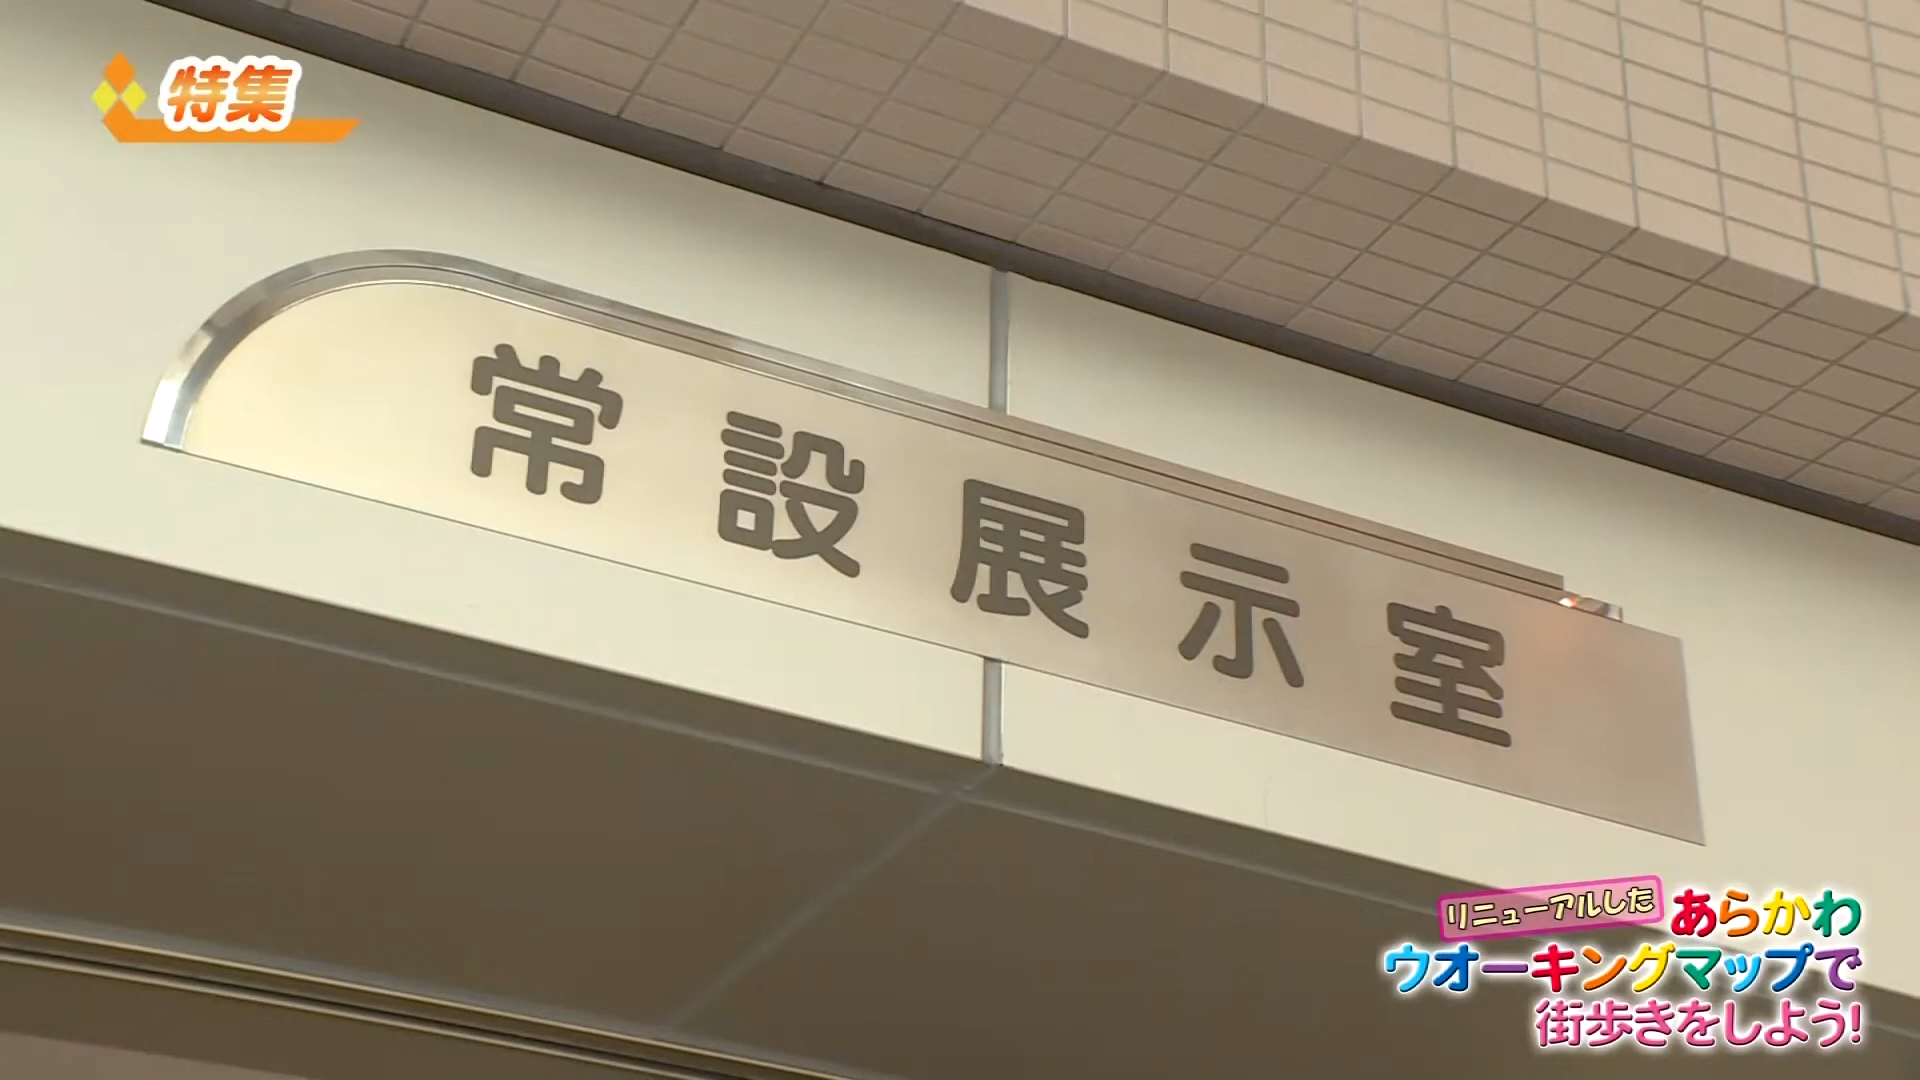 特集
常設展示室
リニューアルした あらかわ
ウオーキングマップで
街歩きをしよう!